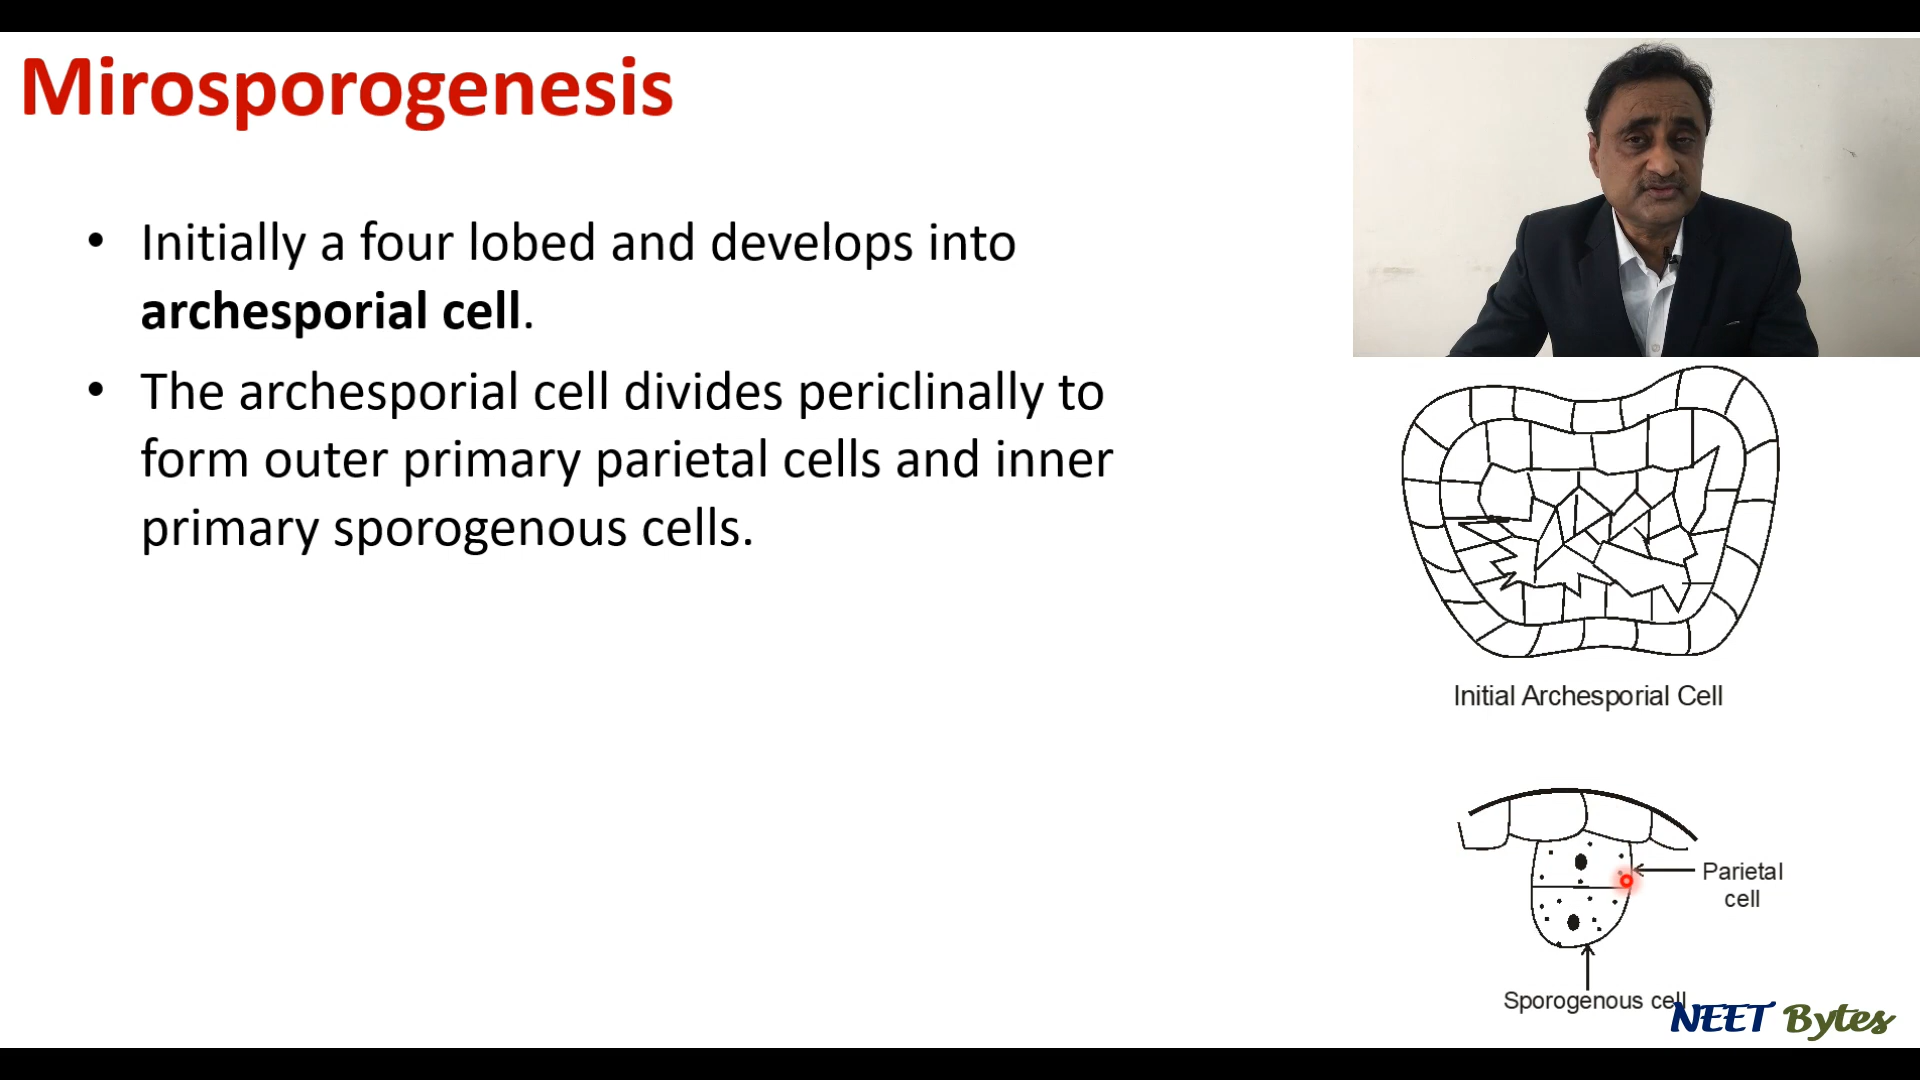 Mirosporogenesis
• Initially a four lobed and develops into
archesporial cell.
• The archesporial cell divides periclinally to
form outer primary parietal cells and inner
primary sporogenous cells.
Initial Archesporial Cell
Parietal
cell
Sporogenous cell
NEET Bytes